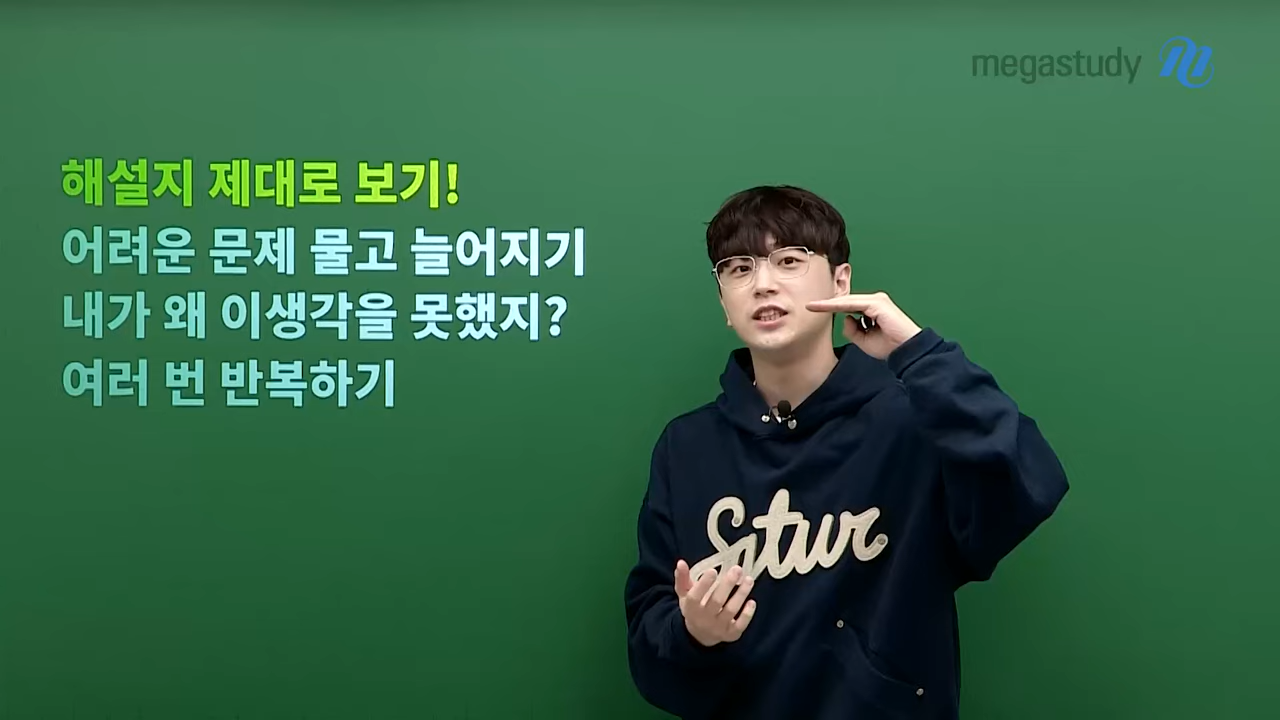 megastudy
해설지 제대로 보기!
어려운 문제 물고 늘어지기
내가 왜 이생각을 못했지?
여러 번 반복하기
Satur